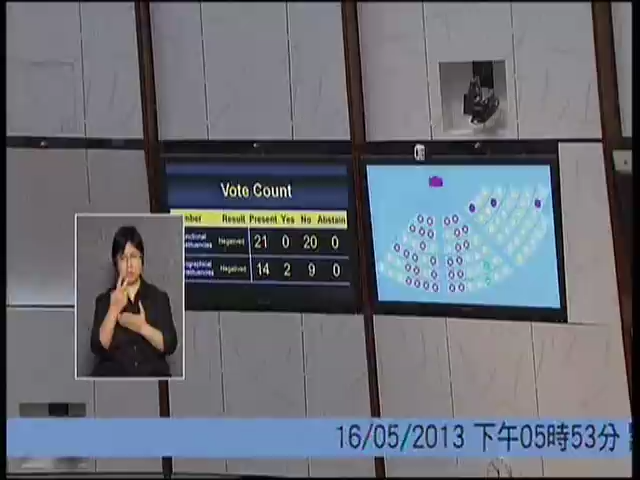 Vote Count
Result Present Yes No Abstain
Negatived 21 0 20 0
Negatived 14 2 9 0
16/05/2013 下午05時53分